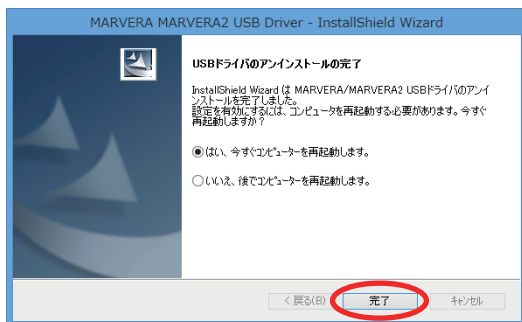 MARVERA MARVERA2 USB Driver - InstallShield Wizard
USBドライバのアンインストールの完了
InstallShield Wizard は MARVERA/MARVERA2 USBドライバのアンイ
ンストールを完了しました。
設定を有効にするには、コンピュータを再起動する必要があります。今すぐ
再起動しますか？
はい、今すぐコンピューターを再起動します。
いいえ、後でコンピューターを再起動します。
< 戻る(B)
完了
キャンセル